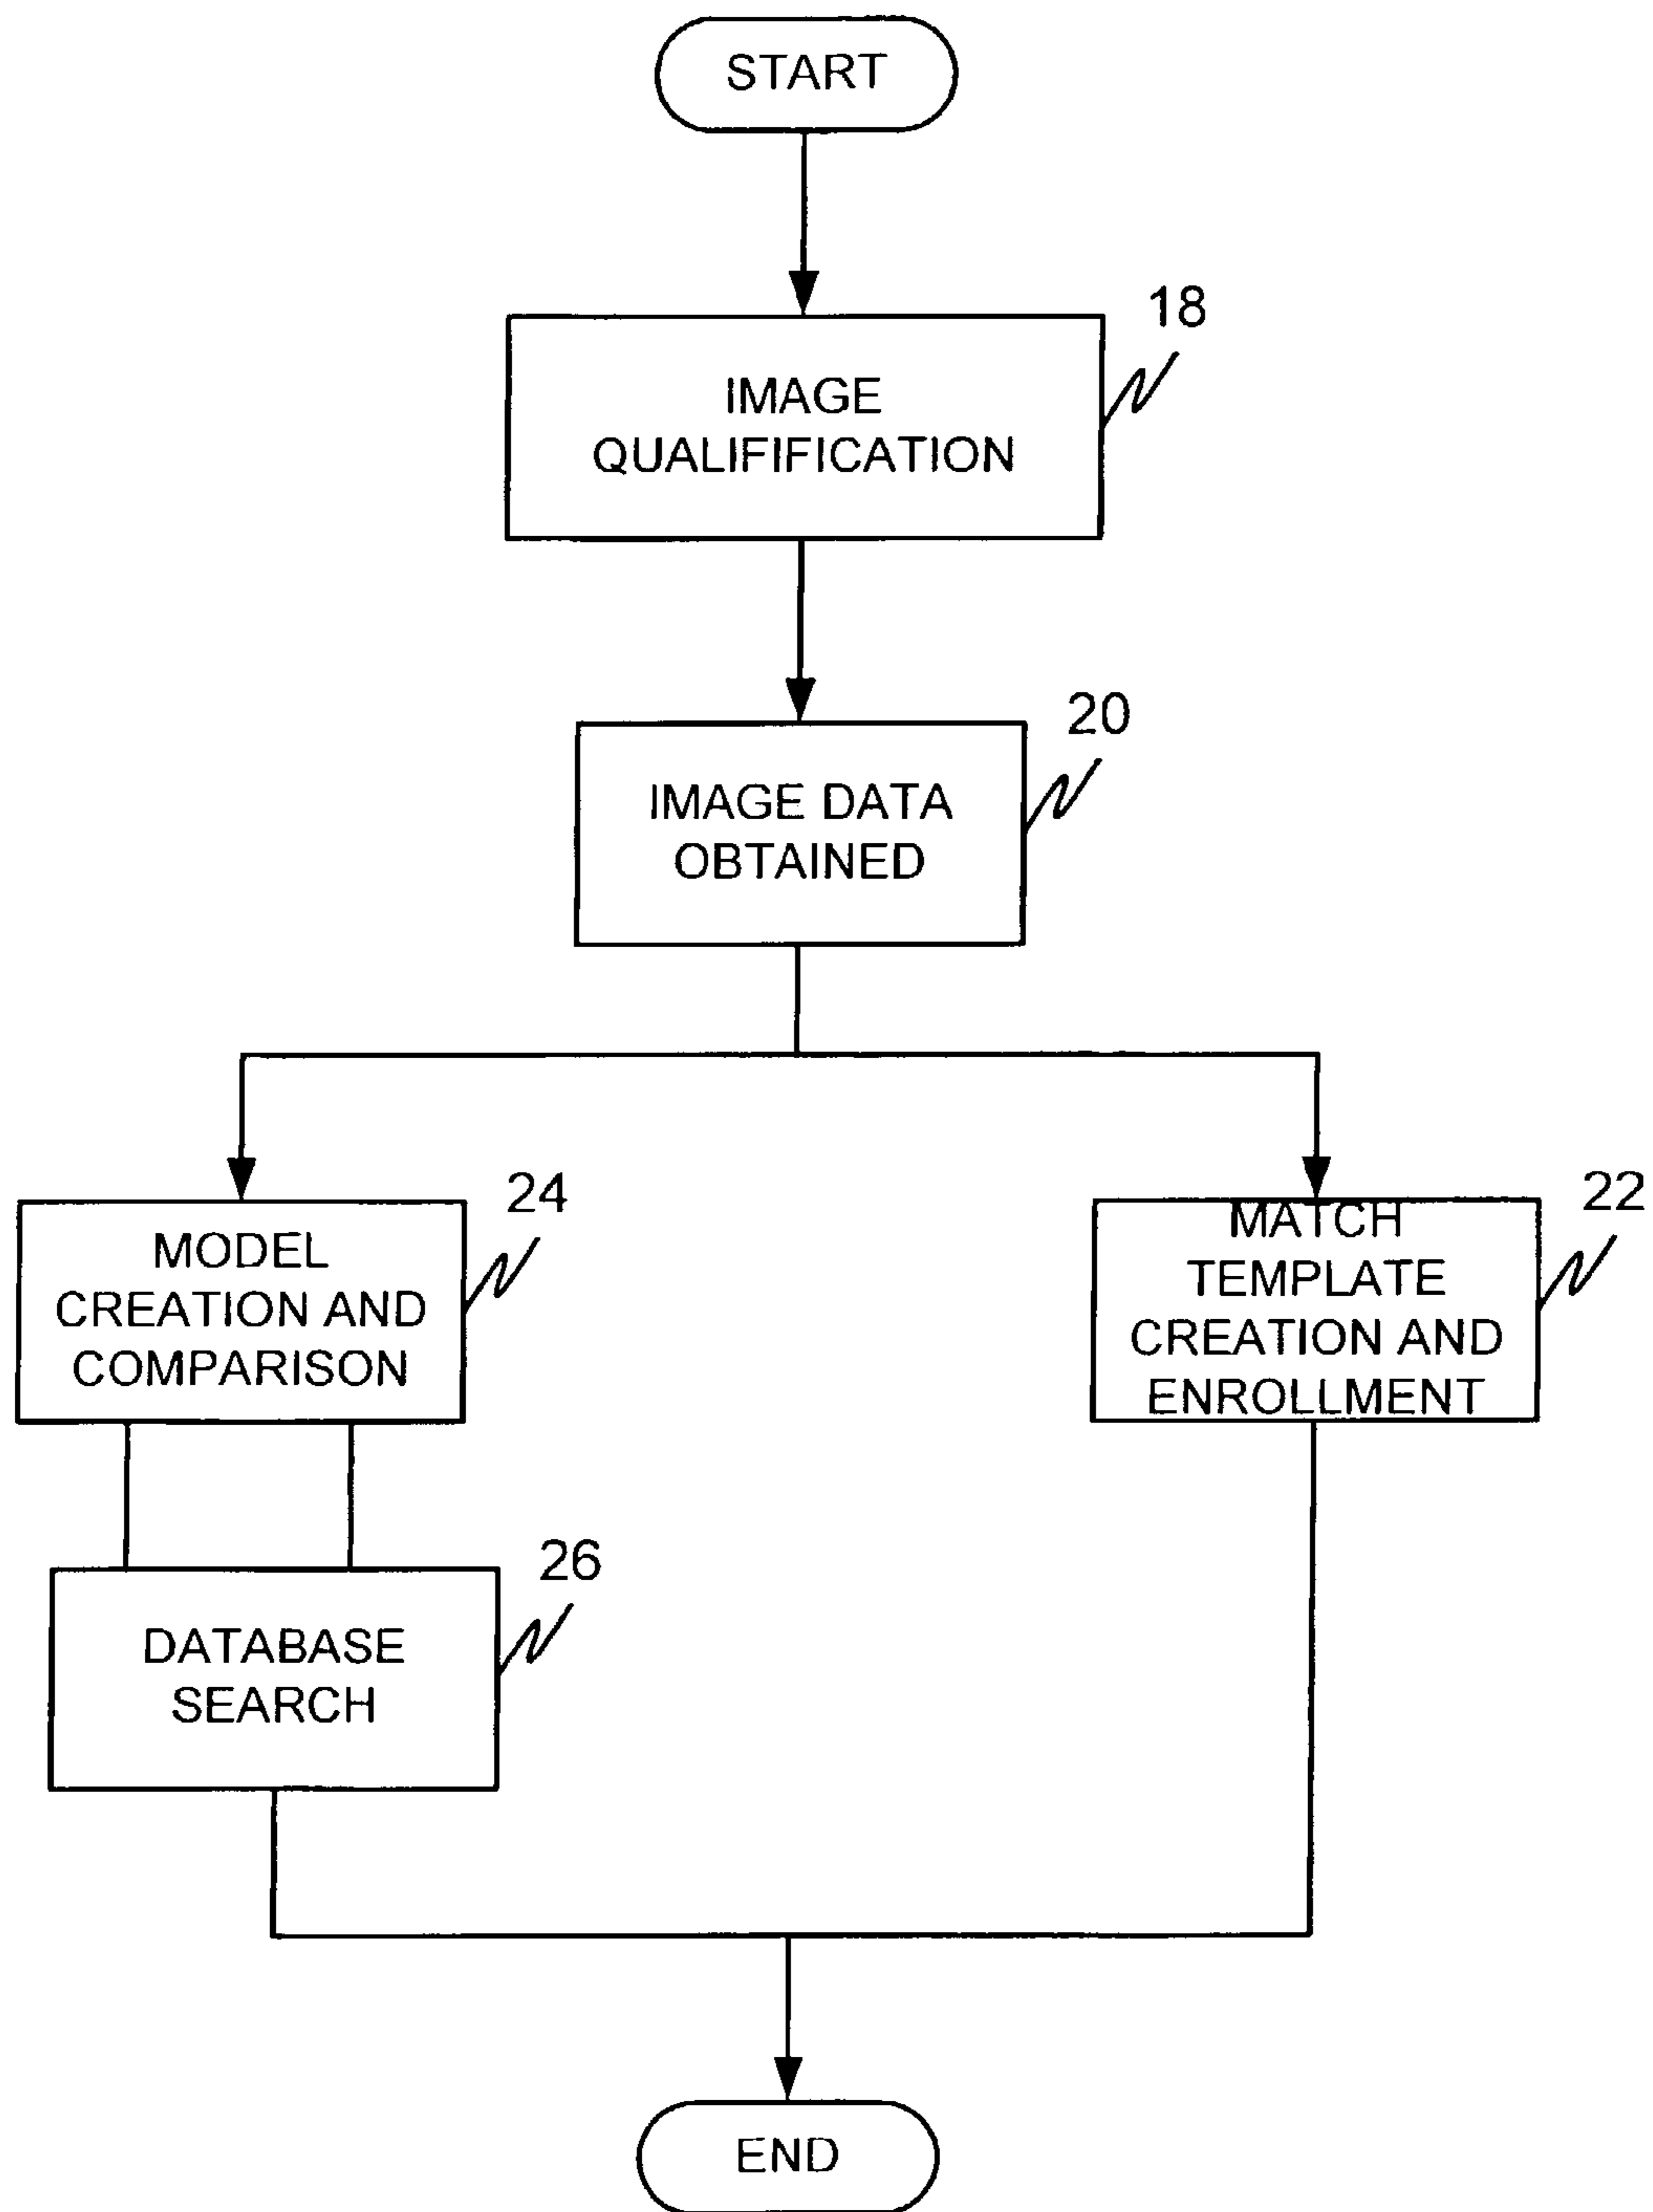 START
18
IMAGE
QUALIFIFICATION
20
IMAGE DATA
OBTAINED
24
MODEL
CREATION AND
COMPARISON
22
MATCH
TEMPLATE
CREATION AND
ENROLLMENT
26
DATABASE
SEARCH
END